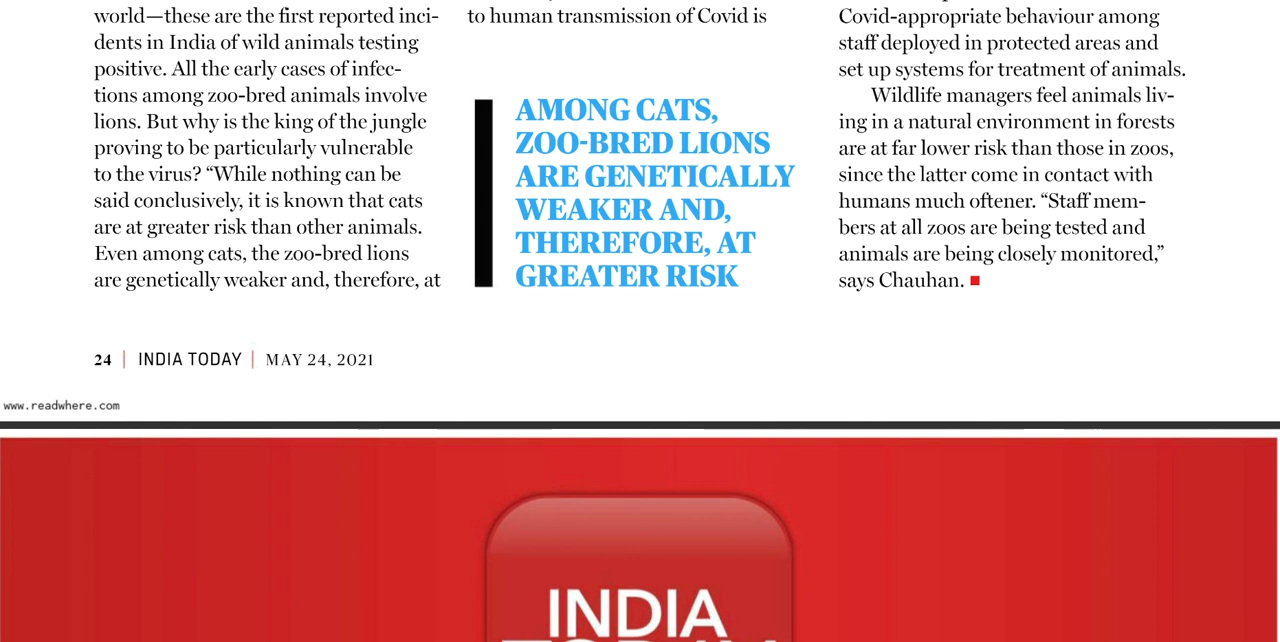 world—these are the first reported inci-
dents in India of wild animals testing
positive. All the early cases of infec-
tions among zoo-bred animals involve
lions. But why is the king of the jungle
proving to be particularly vulnerable
to the virus? “While nothing can be
said conclusively, it is known that cats
are at greater risk than other animals.
Even among cats, the zoo-bred lions
are genetically weaker and, therefore, at
to human transmission of Covid is
AMONG CATS,
ZOO-BRED LIONS
ARE GENETICALLY
WEAKER AND,
THEREFORE, AT
GREATER RISK
Covid-appropriate behaviour among
staff deployed in protected areas and
set up systems for treatment of animals.
Wildlife managers feel animals liv-
ing in a natural environment in forests
are at far lower risk than those in zoos,
since the latter come in contact with
humans much oftener. “Staff mem-
bers at all zoos are being tested and
animals are being closely monitored,”
says Chauhan.
24 | INDIA TODAY | MAY 24, 2021
www.readwhere.com
INDIA
TODAY